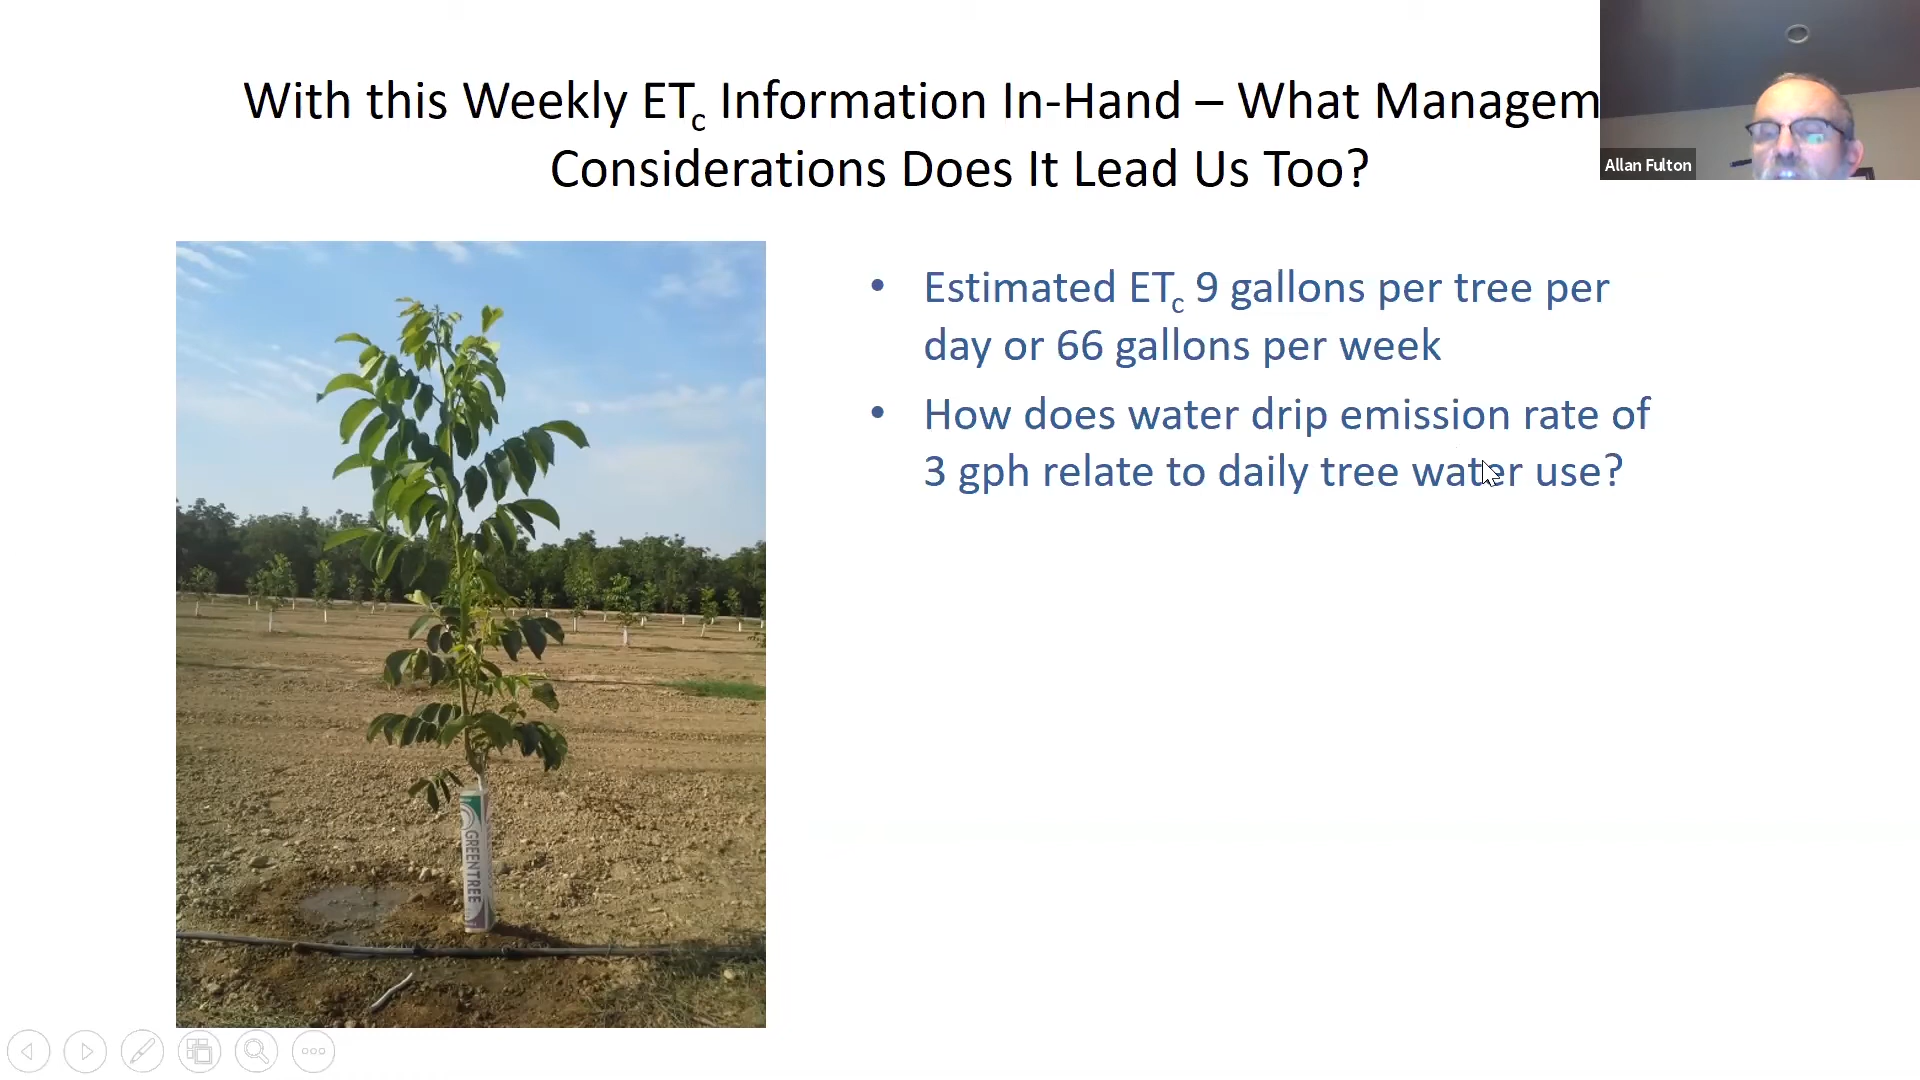 With this Weekly ETc Information In-Hand – What Managem
Considerations Does It Lead Us Too?
Allan Fulton
• Estimated ETc 9 gallons per tree per
day or 66 gallons per week
• How does water drip emission rate of
3 gph relate to daily tree water use?
GREENTREE